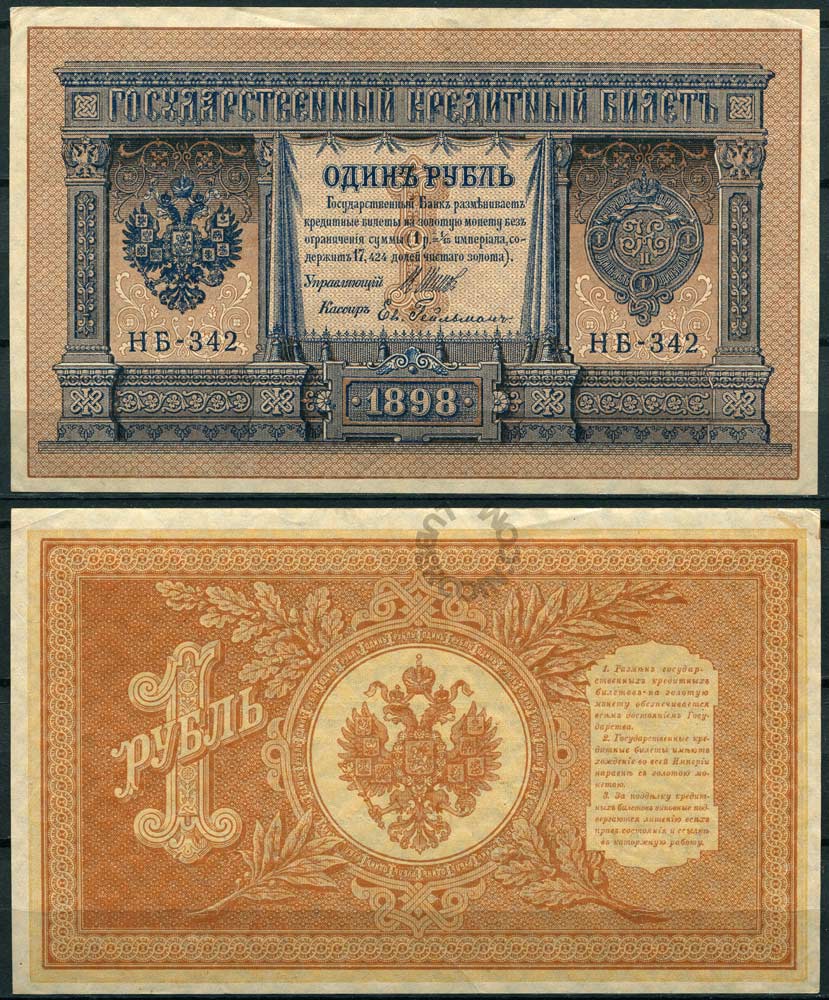 ГОСУДАРСТВЕННЫЙ КРЕДИТНЫЙ БИЛЕТЪ
ОДИНЪ РУБЛЬ
Государственный Банкъ размѣниваетъ
кредитные билеты на золотую монету безъ
ограниченія суммы (1 р. = 1/15 имперіала, со-
держитъ 17,424 долей чистаго золота).
Управляющій
Кассиръ Ев. Гейльманъ
НБ-342
НБ-342
1898
1
РУБЛЬ
1. Размѣнъ государ-
ственныхъ кредитныхъ
билетовъ на золотую
монету обезпечивается
всѣмъ достояніемъ Госу-
дарства.
2. Государственные кре-
дитные билеты имѣютъ
хожденіе во всей Имперіи
наравнѣ съ золотою мо-
нетою.
3. За поддѣлку кредит-
ныхъ билетовъ виновные под-
вергаются лишенію всѣхъ
правъ состоянія и ссылкѣ
въ каторжную работу.